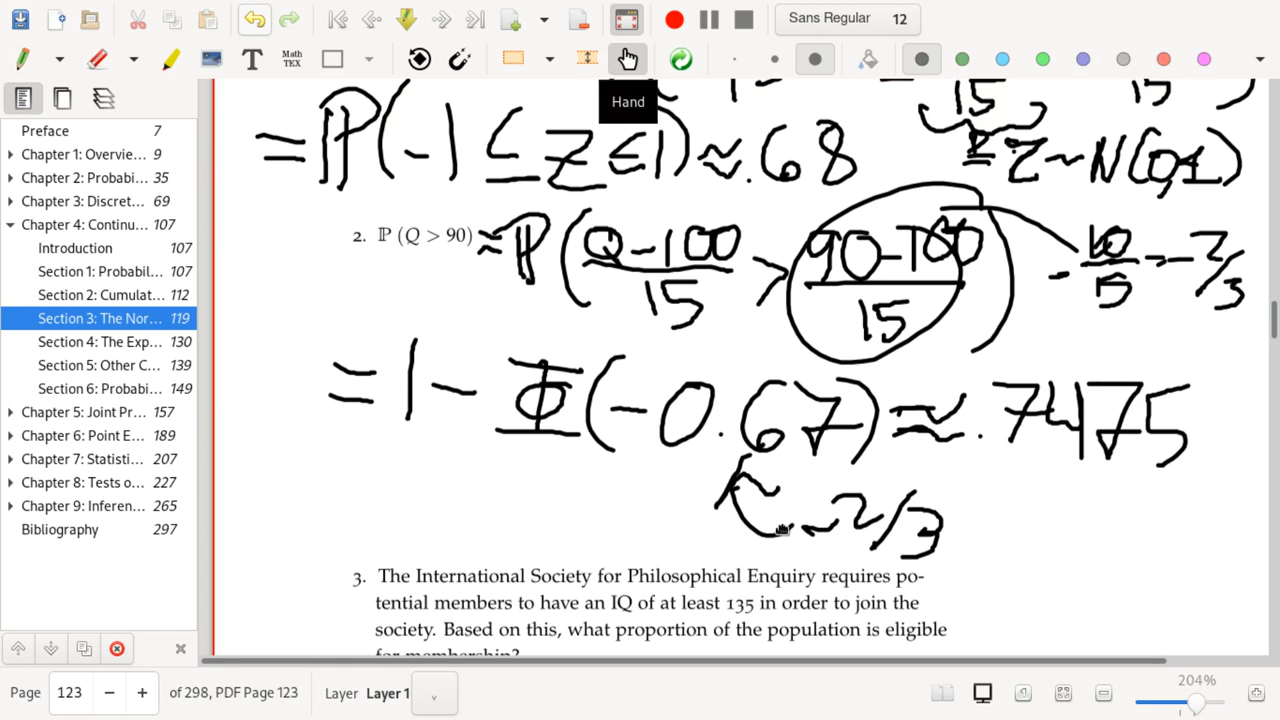 Sans Regular 12
T Math TEX
Hand
Preface 7
Chapter 1: Overvie... 9
Chapter 2: Probabi... 35
Chapter 3: Discret... 69
Chapter 4: Continu... 107
Introduction 107
Section 1: Probabil... 107
Section 2: Cumulat... 112
Section 3: The Nor... 119
Section 4: The Exp... 130
Section 5: Other C... 139
Section 6: Probabi... 149
Chapter 5: Joint Pr... 157
Chapter 6: Point E... 189
Chapter 7: Statisti... 207
Chapter 8: Tests o... 227
Chapter 9: Inferen... 265
Bibliography 297
15 15
= ℙ(-1 ≤ Z ≤ 1) ≈ .68 = Z ~ N(0,1)
2. ℙ (Q > 90) ≈ ℙ((Q - 100)/15 > (90 - 100)/15) - 10/15 = -2/3
= 1 - Φ(-0.67) ≈ .7475
-2/3
3. The International Society for Philosophical Enquiry requires po-
tential members to have an IQ of at least 135 in order to join the
society. Based on this, what proportion of the population is eligible
for membership?
Page 123 of 298, PDF Page 123 Layer Layer 1 204%